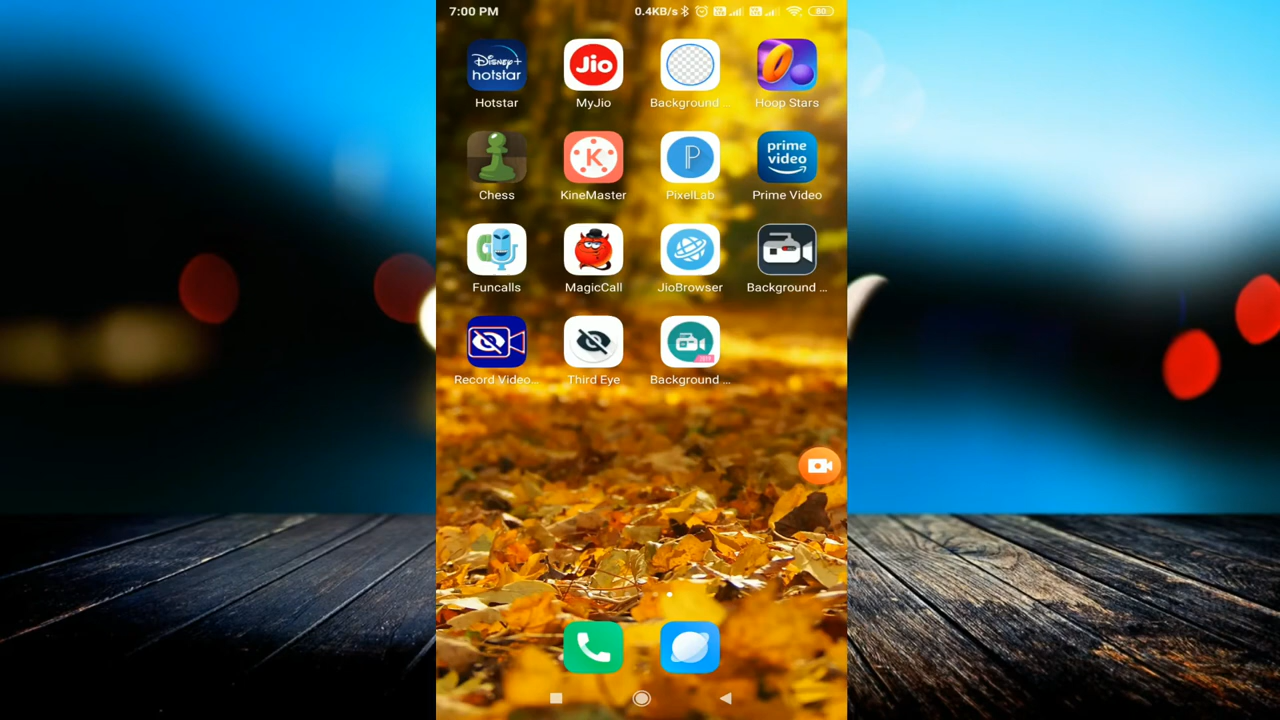 7:00 PM
0.4KB/s
80
Disney+
hotstar
Jio
Hotstar
MyJio
Background ...
Hoop Stars
K
P
prime
video
Chess
KineMaster
PixelLab
Prime Video
Funcalls
MagicCall
JioBrowser
Background ...
Record Video...
Third Eye
Background ...